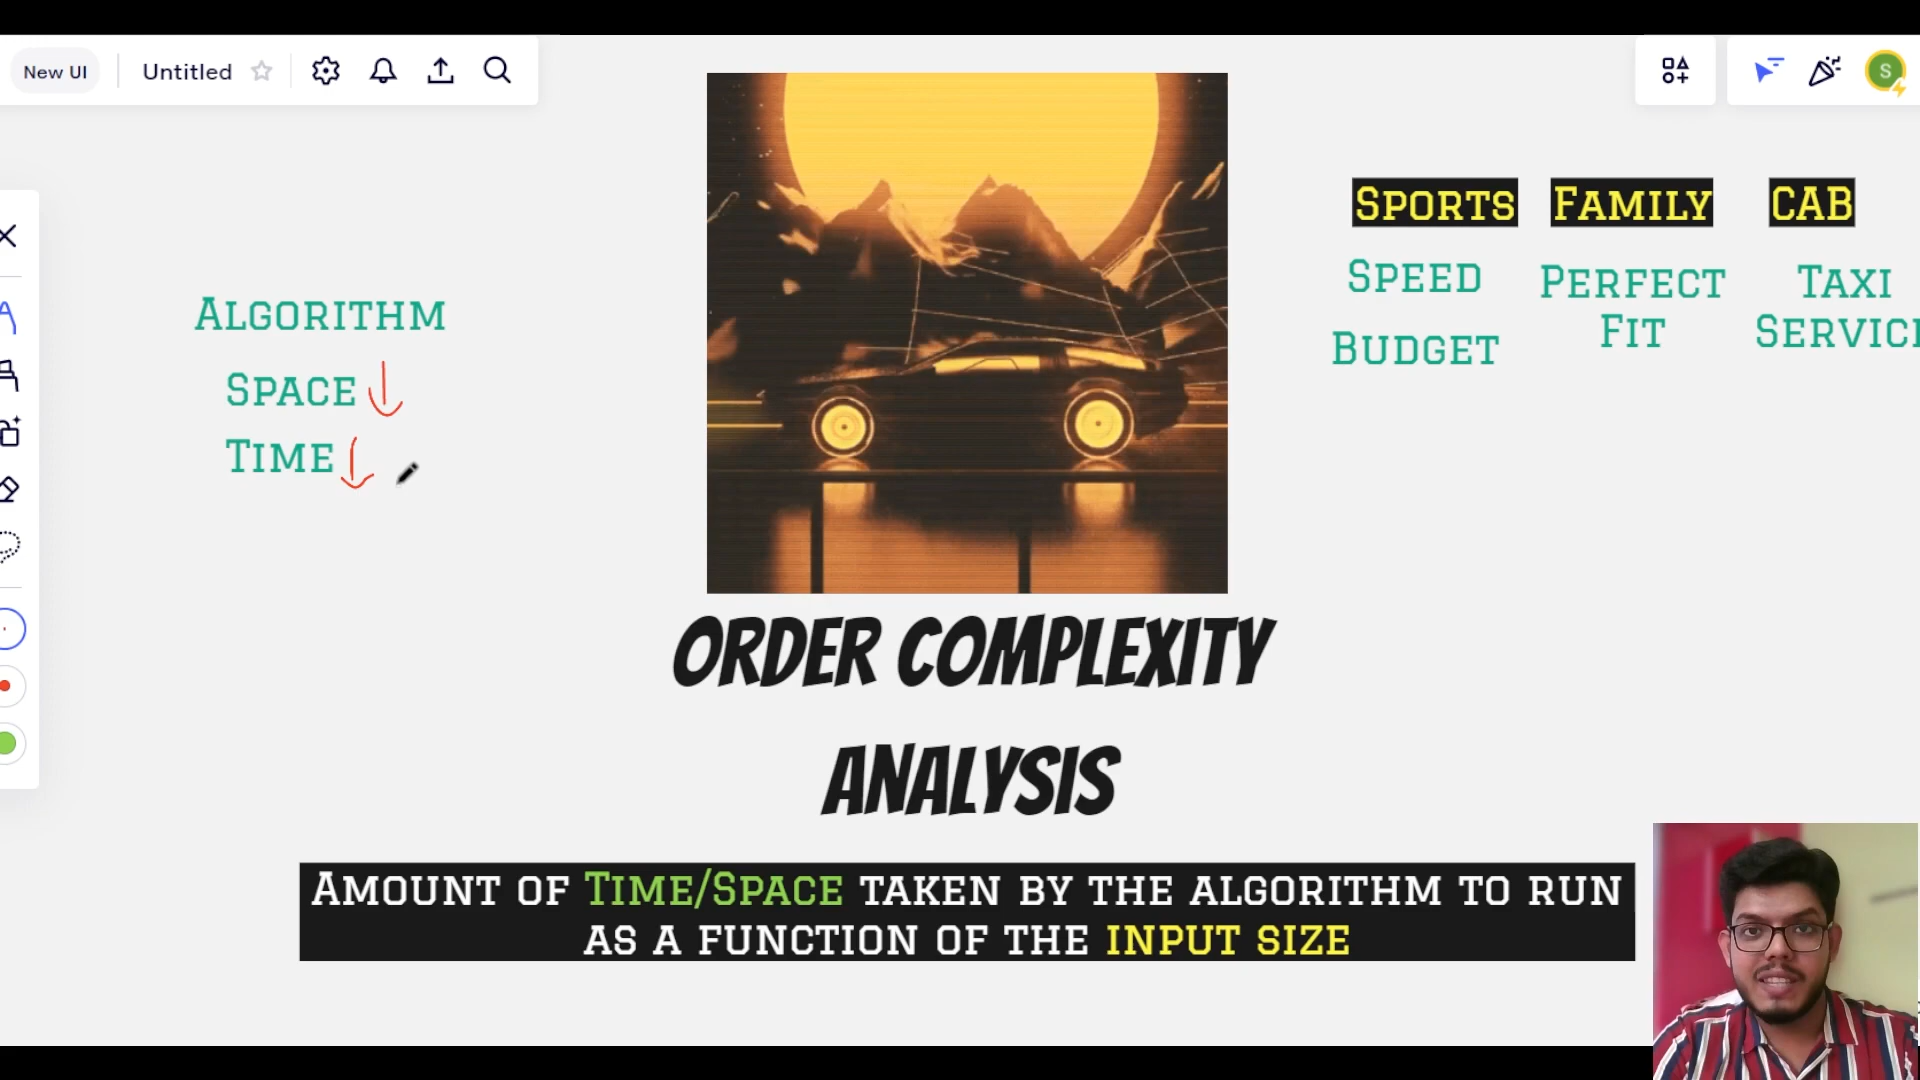 New UI
Untitled
S
SPORTS FAMILY CAB
SPEED
BUDGET
PERFECT
FIT
TAXI
SERVICE
ALGORITHM
SPACE
TIME
ORDER COMPLEXITY
ANALYSIS
AMOUNT OF TIME/SPACE TAKEN BY THE ALGORITHM TO RUN
AS A FUNCTION OF THE INPUT SIZE